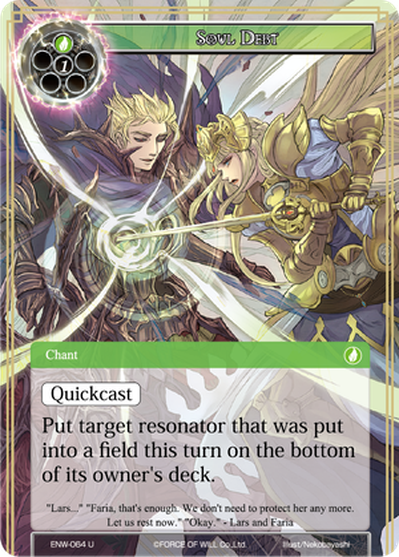 Soul Debt
1
Chant
Quickcast
Put target resonator that was put
into a field this turn on the bottom
of its owner's deck.
"Lars..." "Faria, that's enough. We don't need to protect her any more.
Let us rest now." "Okay." - Lars and Faria
ENW-064 U ©FORCE OF WILL Co.,Ltd. Illust/Nekobayashi